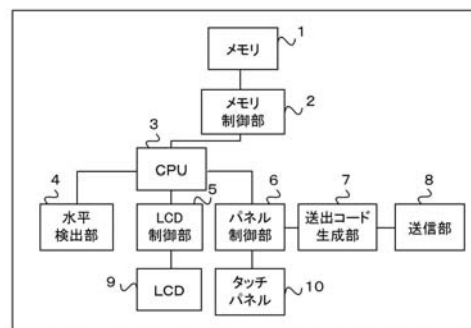 1
メモリ
2
メモリ
制御部
3
CPU
4
水平
検出部
5
LCD
制御部
6
パネル
制御部
7
送出コード
生成部
8
送信部
9
LCD
タッチ
パネル
10